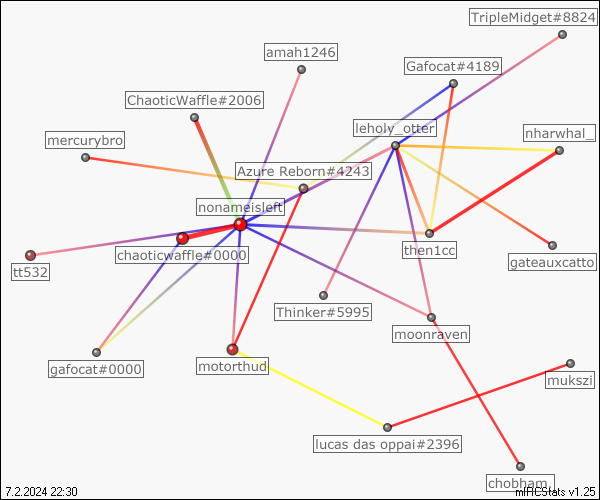 TripleMidget#8824
amah1246
Gafocat#4189
ChaoticWaffle#2006
leholy_otter
nharwhal_
mercurybro
Azure Reborn#4243
nonameisleft
then1cc
chaoticwaffle#0000
gateauxcatto
tt532
Thinker#5995
moonraven
gafocat#0000
motorthud
mukszi
lucas das oppai#2396
chobham_
7.2.2024 22:30
mIRCStats v1.25